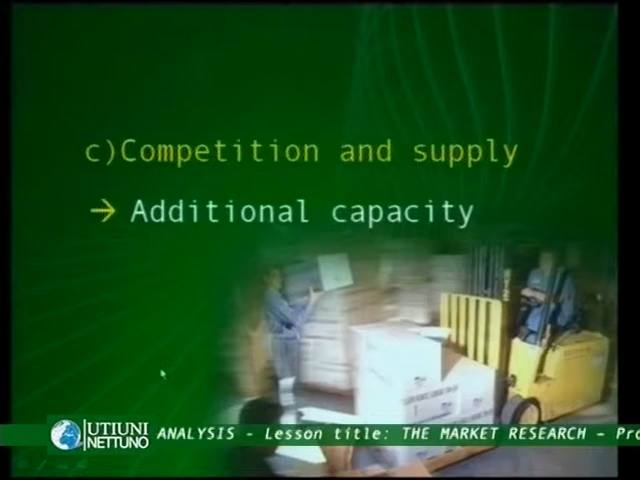 c)Competition and supply
→ Additional capacity
UTIUNI
NETTUNO
ANALYSIS - Lesson title: THE MARKET RESEARCH - Pro